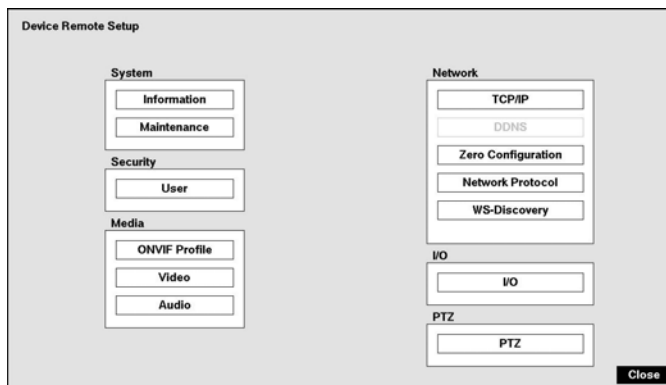 Device Remote Setup
System
Information
Maintenance
Security
User
Media
ONVIF Profile
Video
Audio
Network
TCP/IP
DDNS
Zero Configuration
Network Protocol
WS-Discovery
I/O
I/O
PTZ
PTZ
Close